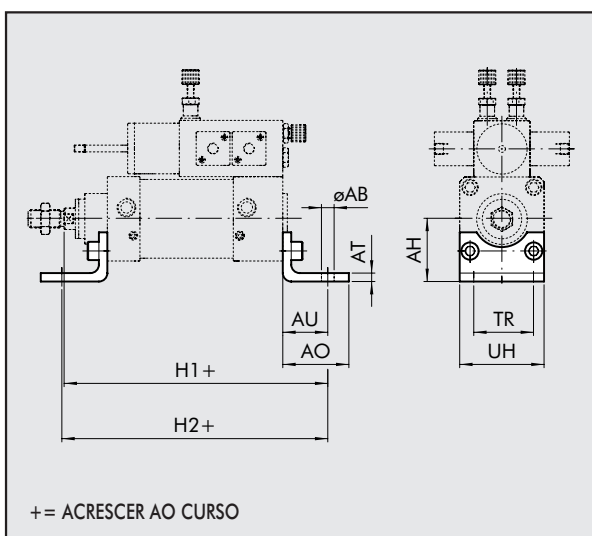 øAB
AT
AH
AU
AO
TR
UH
H1+
H2+
+= ACRESCER AO CURSO